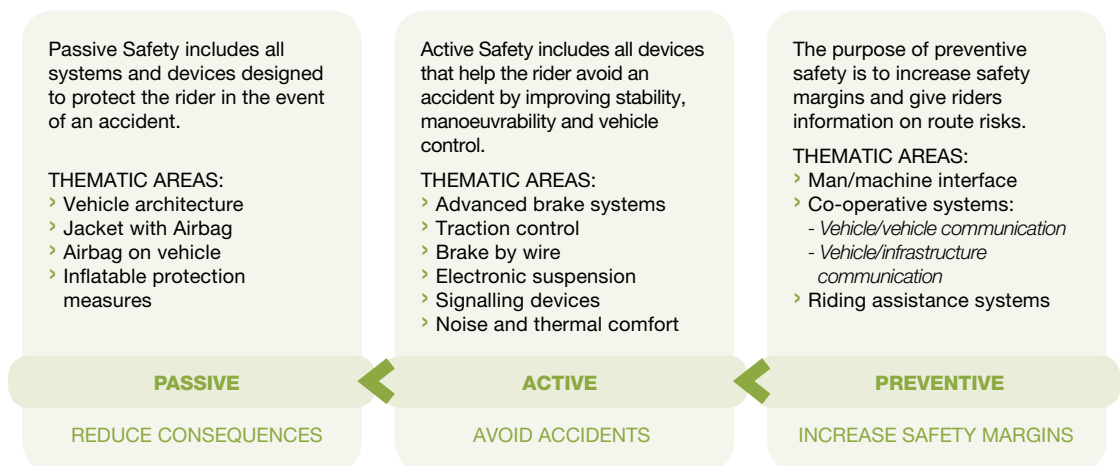 Passive Safety includes all
systems and devices designed
to protect the rider in the event
of an accident.
THEMATIC AREAS:
› Vehicle architecture
› Jacket with Airbag
› Airbag on vehicle
› Inflatable protection
measures
PASSIVE
REDUCE CONSEQUENCES
Active Safety includes all devices
that help the rider avoid an
accident by improving stability,
manoeuvrability and vehicle
control.
THEMATIC AREAS:
› Advanced brake systems
› Traction control
› Brake by wire
› Electronic suspension
› Signalling devices
› Noise and thermal comfort
ACTIVE
AVOID ACCIDENTS
The purpose of preventive
safety is to increase safety
margins and give riders
information on route risks.
THEMATIC AREAS:
› Man/machine interface
› Co-operative systems:
- Vehicle/vehicle communication
- Vehicle/infrastructure
communication
› Riding assistance systems
PREVENTIVE
INCREASE SAFETY MARGINS